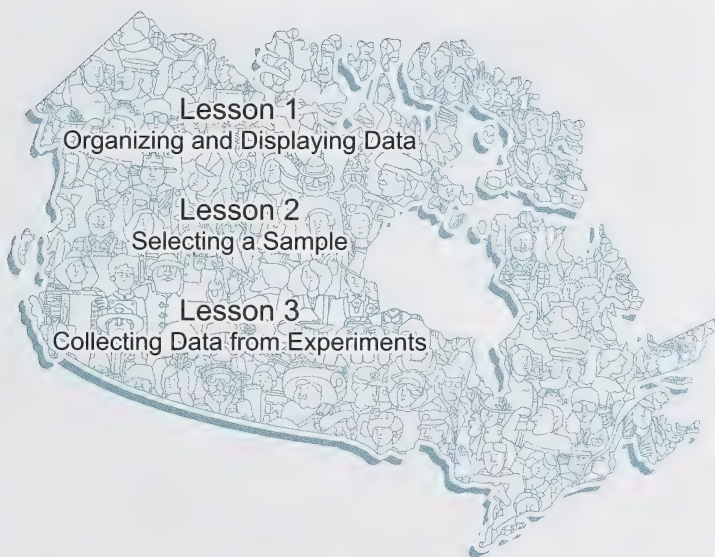 Lesson 1
Organizing and Displaying Data
Lesson 2
Selecting a Sample
Lesson 3
Collecting Data from Experiments